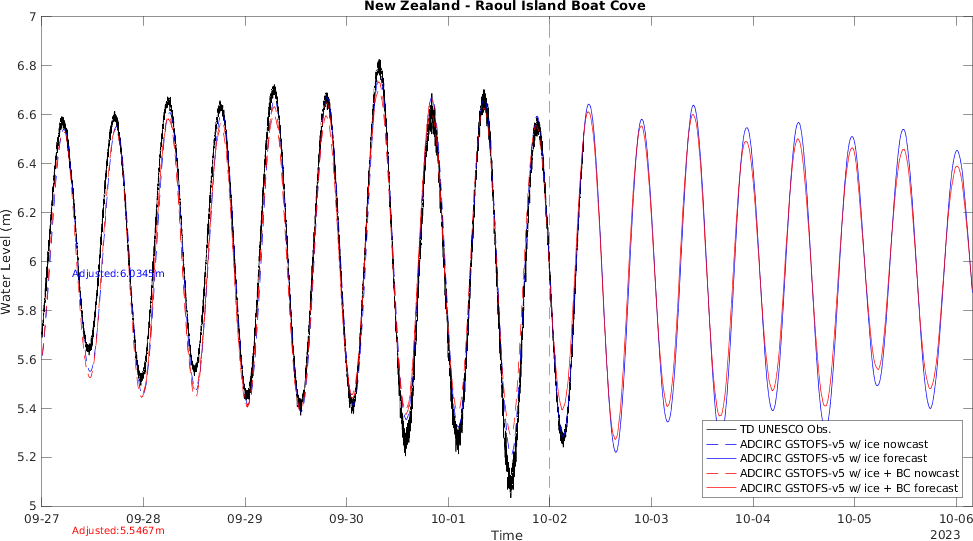 New Zealand - Raoul Island Boat Cove
7
6.8
6.6
6.4
6.2
6
5.8
5.6
5.4
5.2
5
Water Level (m)
Adjusted:6.0345m
TD UNESCO Obs.
ADCIRC GSTOFS-v5 w/ ice nowcast
ADCIRC GSTOFS-v5 w/ ice forecast
ADCIRC GSTOFS-v5 w/ ice + BC nowcast
ADCIRC GSTOFS-v5 w/ ice + BC forecast
09-27 09-28 09-29 09-30 10-01 10-02 10-03 10-04 10-05 10-06
Adjusted:5.5467m
Time
2023